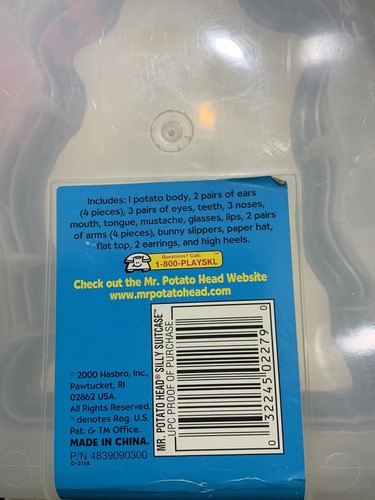 Includes: 1 potato body, 2 pairs of ears
(4 pieces), 3 pairs of eyes, teeth, 3 noses,
mouth, tongue, mustache, glasses, lips, 2 pairs
of arms (4 pieces), bunny slippers, paper hat,
flat top, 2 earrings, and high heels.
Questions? Call:
1-800-PLAYSKL™
Check out the Mr. Potato Head Website
www.mrpotatohead.com
MR. POTATO HEAD® SILLY SUITCASE™
UPC PROOF OF PURCHASE
0 32245 02279 0
© 2000 Hasbro, Inc.,
Pawtucket, RI
02862 USA.
All Rights Reserved.
® denotes Reg. U.S.
Pat. & TM Office.
MADE IN CHINA.
P/N 4839090300
D-211A